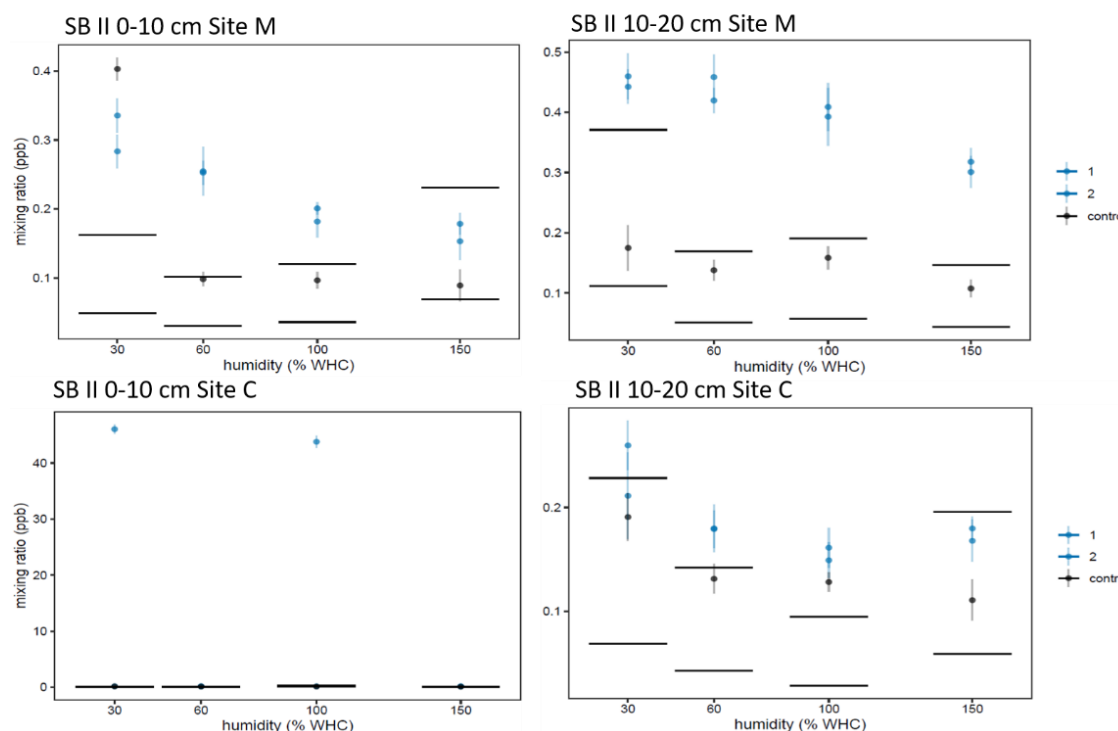 SB II 0-10 cm Site M
SB II 10-20 cm Site M
mixing ratio (ppb)
0.4
0.3
0.2
0.1
30 60 100 150
humidity (% WHC)
0.5
0.4
0.3
0.2
0.1
30 60 100 150
humidity (% WHC)
1
2
contr
SB II 0-10 cm Site C
SB II 10-20 cm Site C
mixing ratio (ppb)
40
30
20
10
0
30 60 100 150
humidity (% WHC)
0.2
0.1
30 60 100 150
humidity (% WHC)
1
2
contr